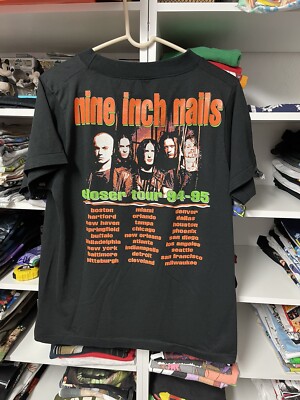 nine inch nails
closer tour 94-95
boston
hartford
new haven
springfield
buffalo
philadelphia
new york
baltimore
pittsburgh
miami
orlando
tampa
chicago
new orleans
atlanta
indianapolis
detroit
cleveland
denver
dallas
houston
phoenix
san diego
los angeles
seattle
san francisco
milwaukee